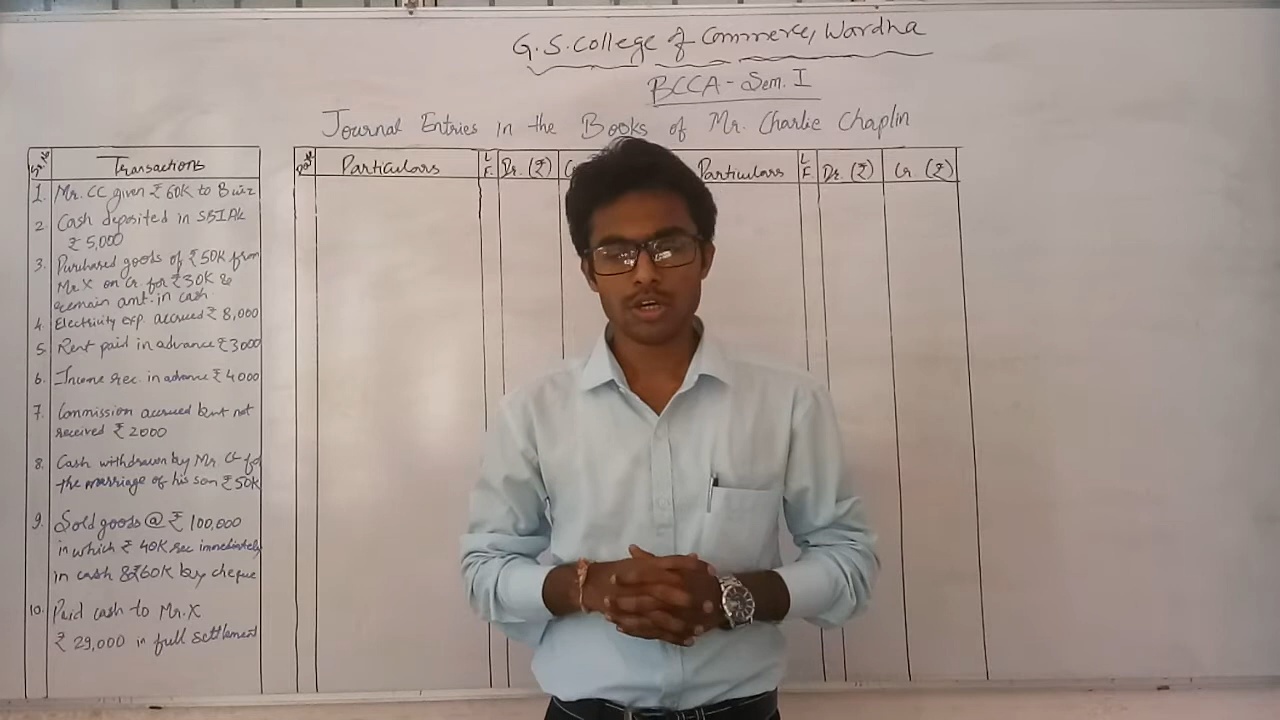 G.S. College of Commerce, Wardha
BCCA - Sem. I
Journal Entries in the Books of Mr. Charlie Chaplin
Sr. No. Transactions
1. Mr. CC given ₹ 60K to Buiz
2. Cash deposited in SBI A/c
₹ 5,000
3. Purchased goods of ₹50K from
Mr. X on Cr. for ₹30K &
remain amt. in cash.
4. Electricity exp. accrued ₹ 8,000
5. Rent paid in advance ₹3000
6. Income rec. in advance ₹ 4000
7. Commission accrued but not
received ₹ 2000
8. Cash withdrawn by Mr. CC for
the marriage of his son ₹50K
9. Sold goods @ ₹ 100,000
in which ₹ 40K rec immediately
in cash & ₹60K by cheque
10. Paid cash to Mr. X
₹ 29,000 in full settlement
Date Particulars L F. Dr. (₹) Particulars L F. Dr. (₹) Cr. (₹)